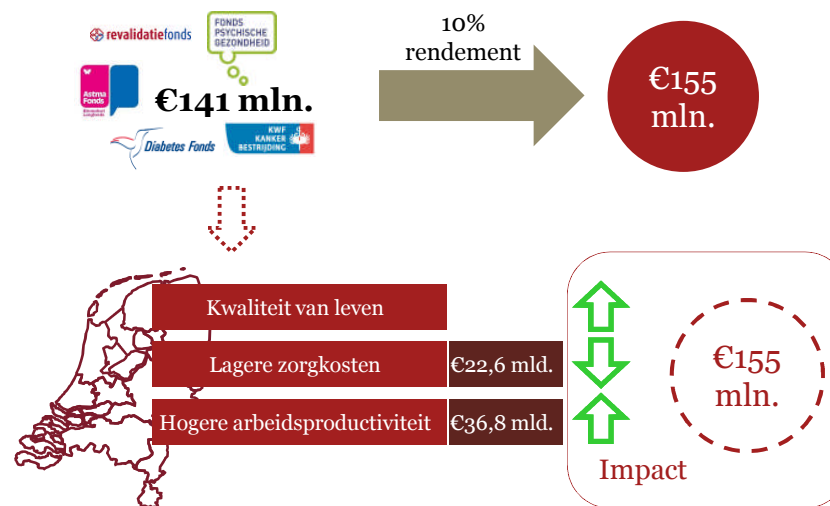 revalidatiefonds
FONDS
PSYCHISCHE
GEZONDHEID
Astma
Fonds
€141 mln.
Diabetes Fonds
KWF
KANKER
BESTRIJDING
10%
rendement
€155
mln.
Kwaliteit van leven
Lagere zorgkosten €22,6 mld.
Hogere arbeidsproductiviteit €36,8 mld.
€155
mln.
Impact